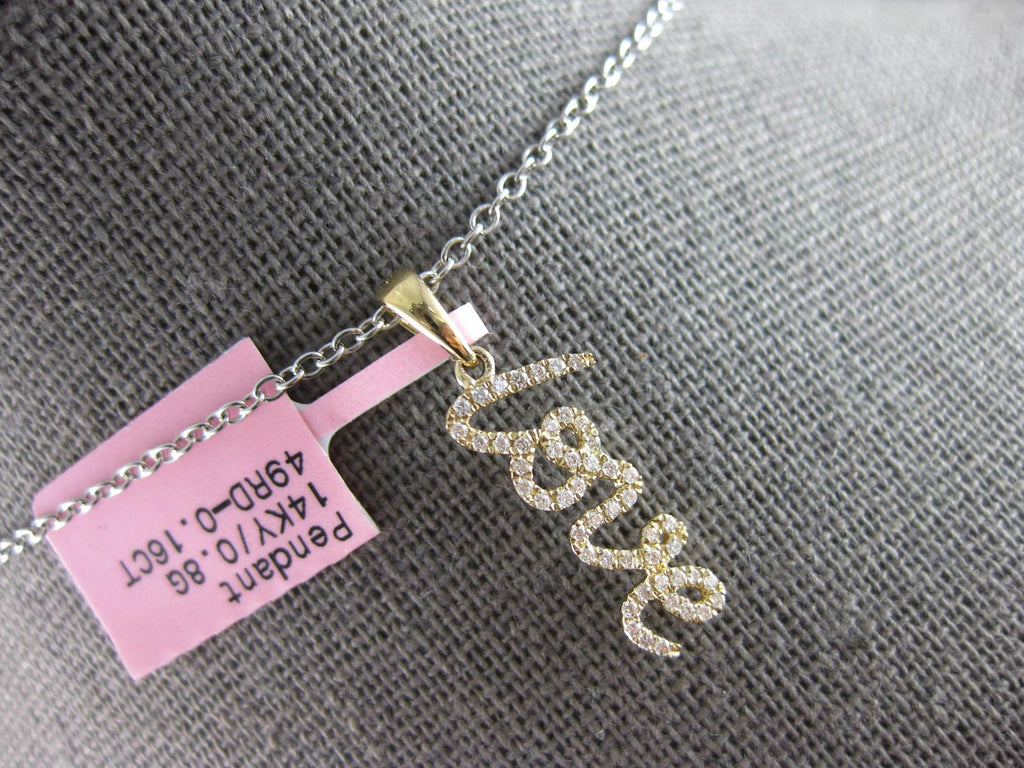 Pendant
14KY/0.8G
49RD-0.16CT
Love